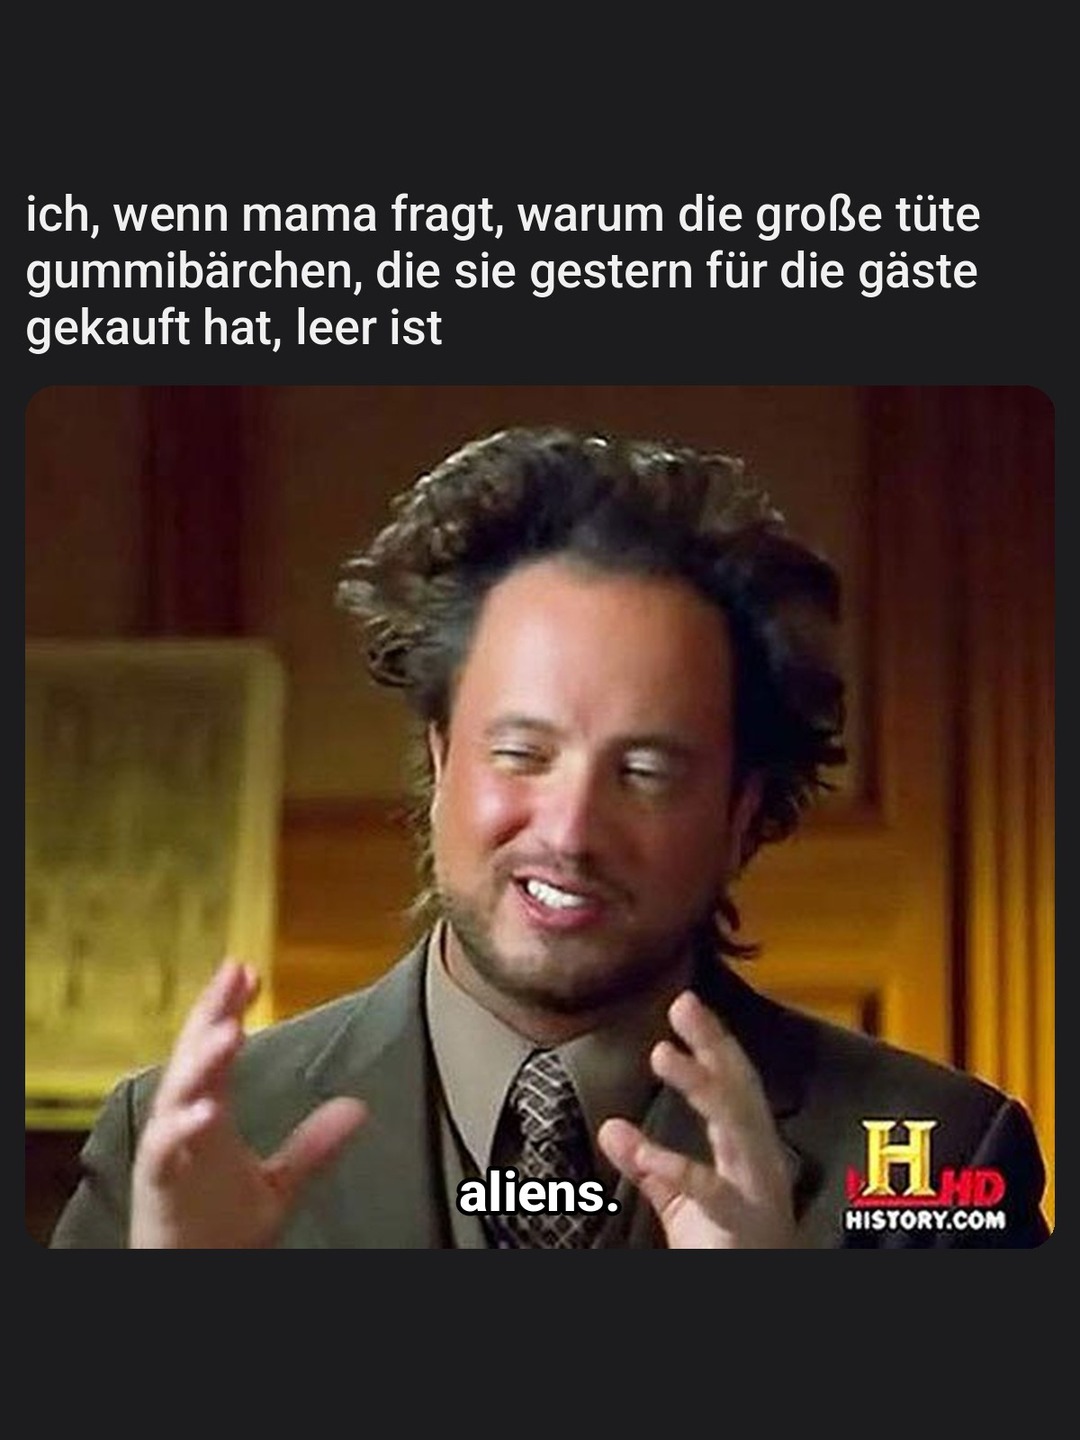 ich, wenn mama fragt, warum die große tüte
gummibärchen, die sie gestern für die gäste
gekauft hat, leer ist
aliens.
H HD
HISTORY.COM